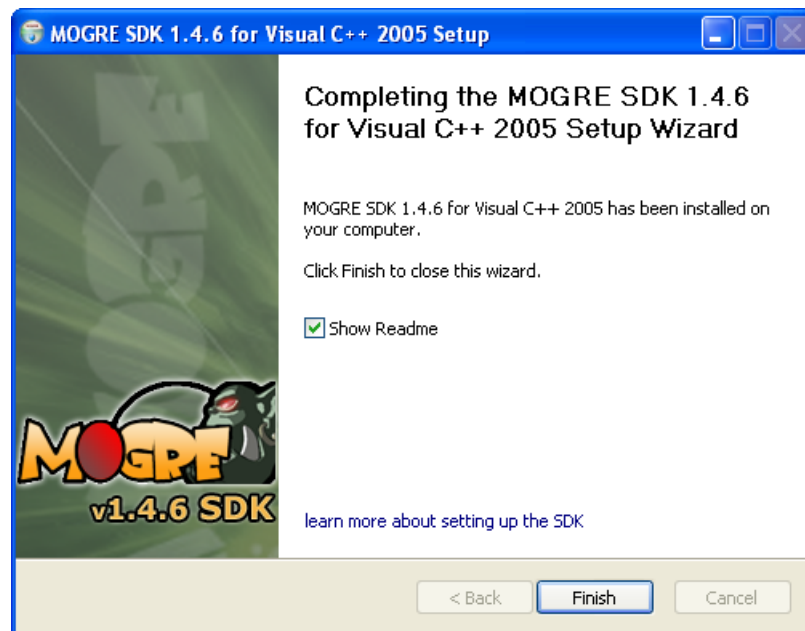 MOGRE SDK 1.4.6 for Visual C++ 2005 Setup
MOGRE
Completing the MOGRE SDK 1.4.6
for Visual C++ 2005 Setup Wizard
MOGRE SDK 1.4.6 for Visual C++ 2005 has been installed on
your computer.
Click Finish to close this wizard.
Show Readme
MOGRE
v1.4.6 SDK
learn more about setting up the SDK
< Back
Finish
Cancel